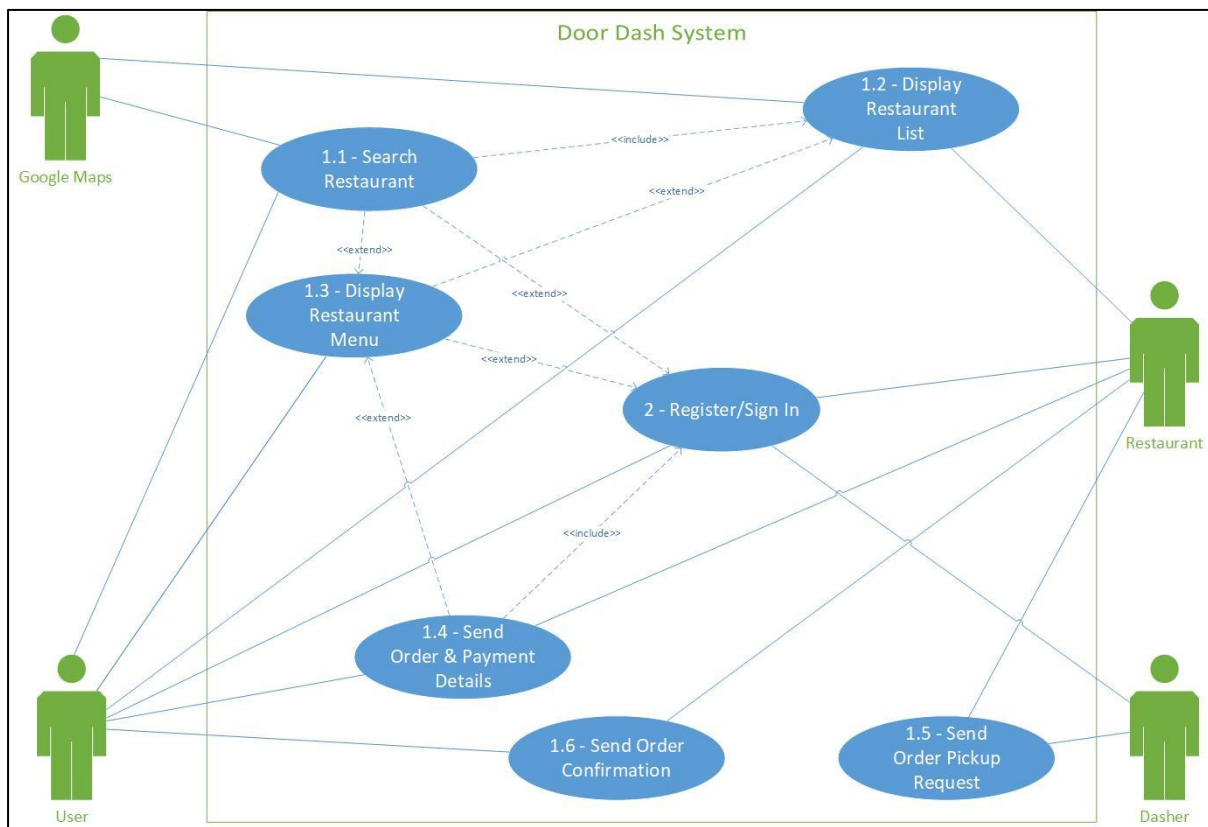 Door Dash System
Google Maps
1.2 - Display
Restaurant
List
1.1 - Search
Restaurant
<<include>>
<<extend>>
<<extend>>
<<extend>>
1.3 - Display
Restaurant
Menu
<<extend>>
2 - Register/Sign In
Restaurant
<<extend>>
<<include>>
1.4 - Send
Order & Payment
Details
1.6 - Send Order
Confirmation
1.5 - Send
Order Pickup
Request
User
Dasher